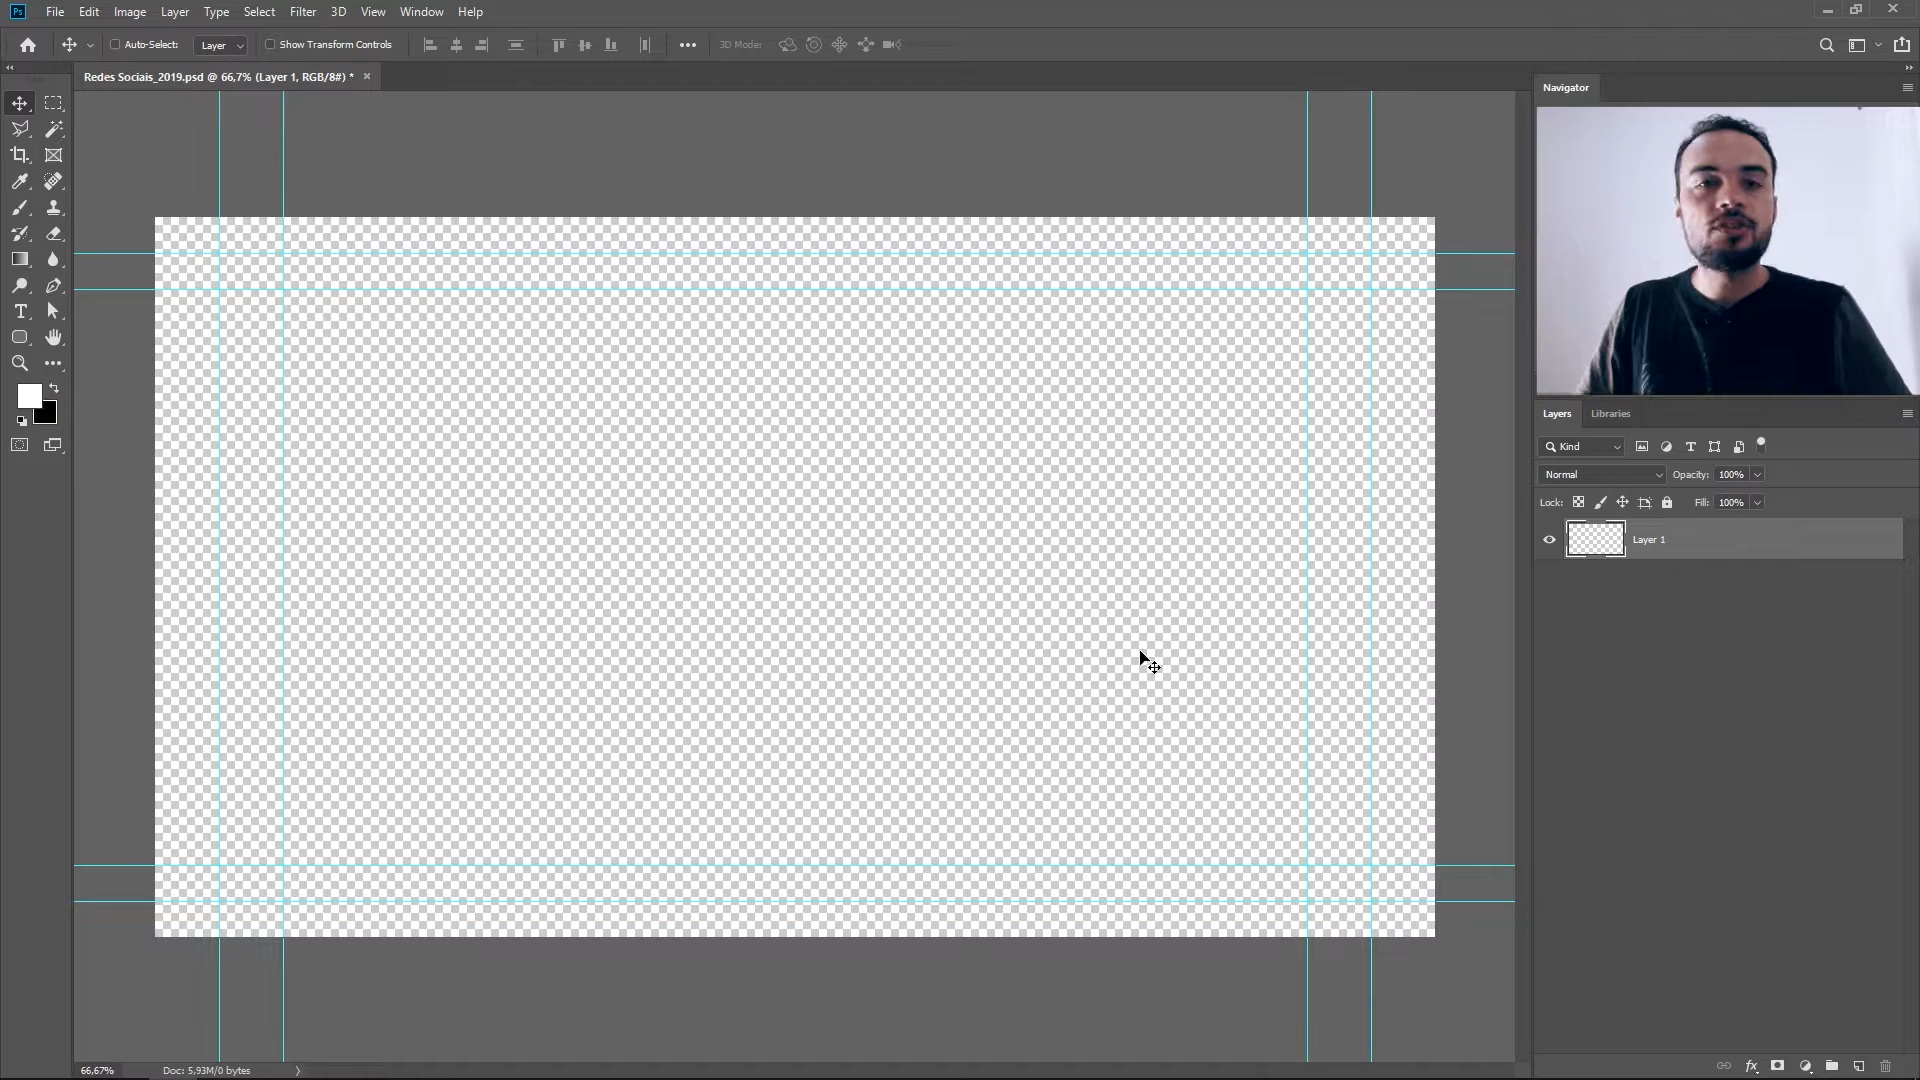 Ps File Edit Image Layer Type Select Filter 3D View Window Help
Auto-Select: Layer Show Transform Controls 3D Mode:
Redes Sociais_2019.psd @ 66,7% (Layer 1, RGB/8#) * ×
Navigator
Layers Libraries
Kind
Normal Opacity: 100%
Lock: Fill: 100%
Layer 1
66,67% Doc: 5,93M/0 bytes
fx